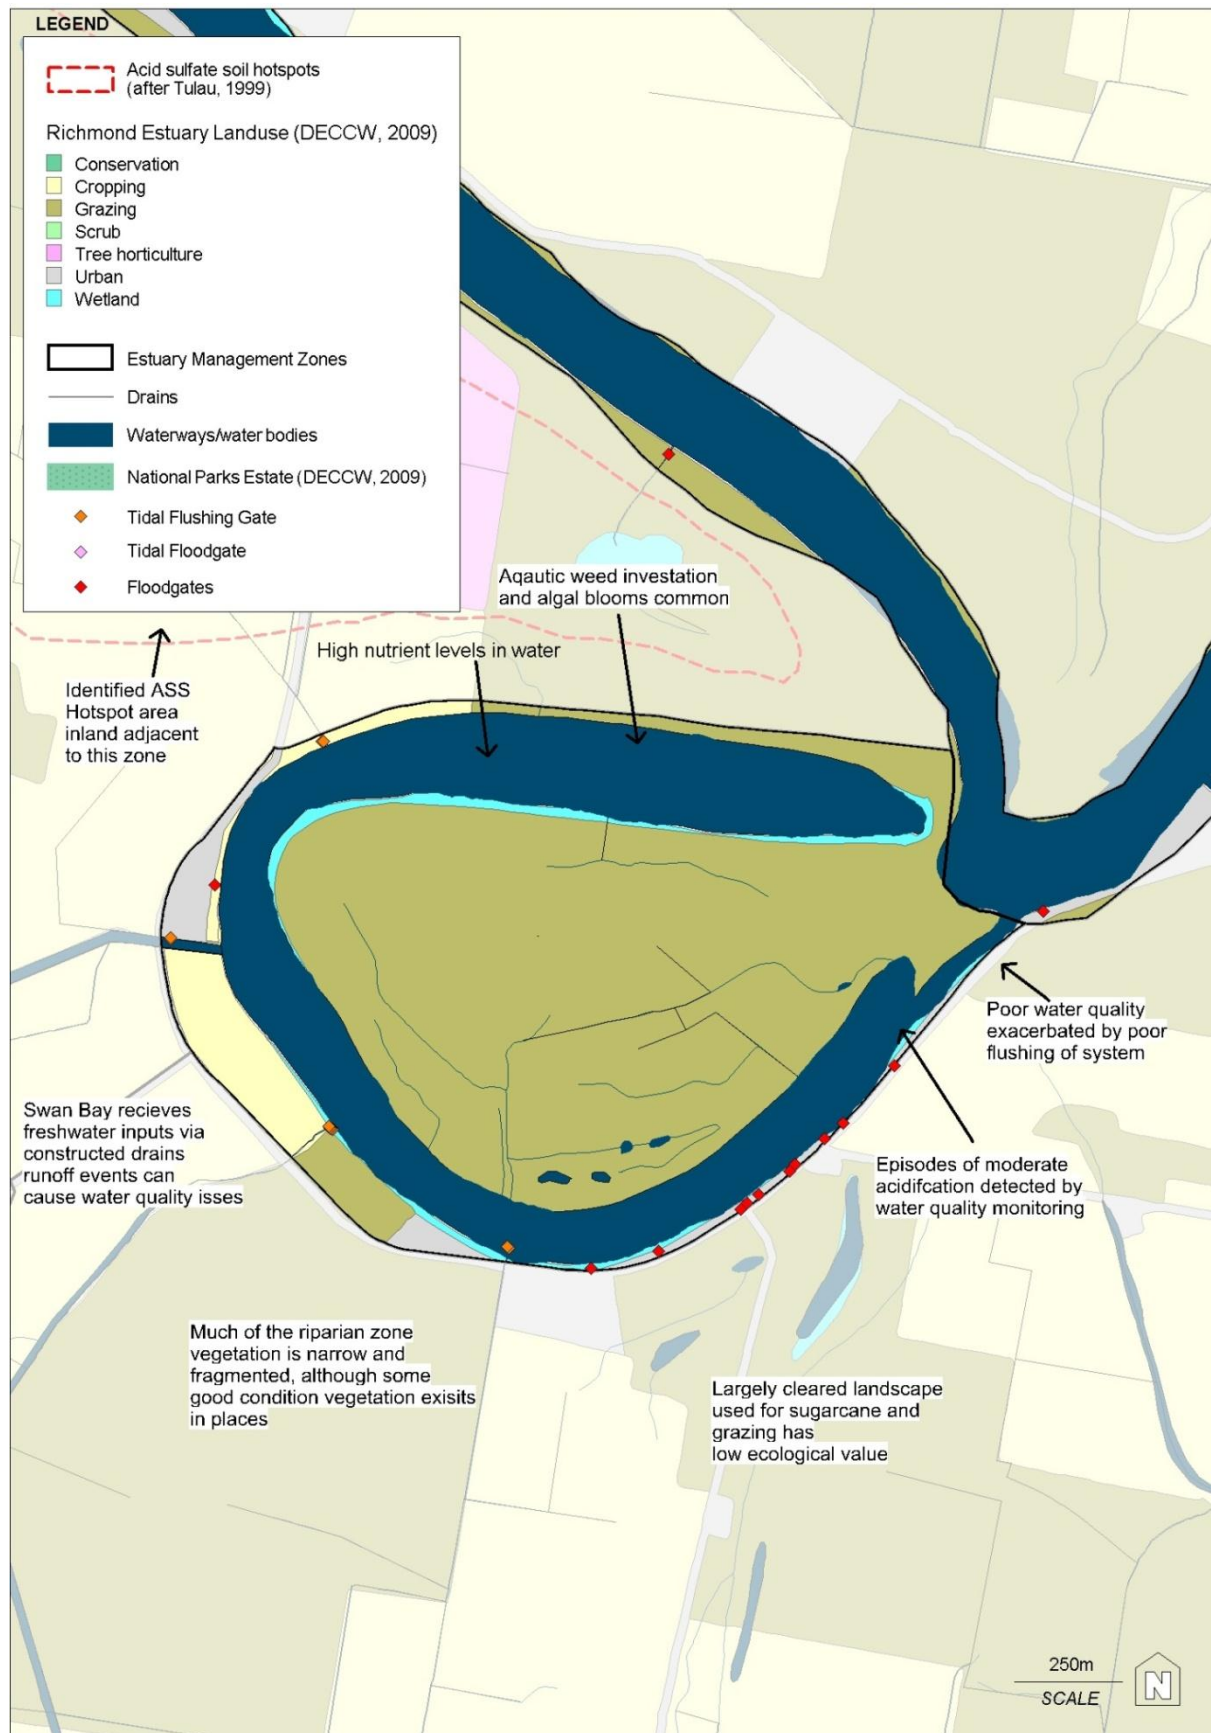 LEGEND
Acid sulfate soil hotspots
(after Tulau, 1999)
Richmond Estuary Landuse (DECCW, 2009)
Conservation
Cropping
Grazing
Scrub
Tree horticulture
Urban
Wetland
Estuary Management Zones
Drains
Waterways/water bodies
National Parks Estate (DECCW, 2009)
Tidal Flushing Gate
Tidal Floodgate
Floodgates
Aqautic weed investation
and algal blooms common
High nutrient levels in water
Identified ASS
Hotspot area
inland adjacent
to this zone
Poor water quality
exacerbated by poor
flushing of system
Swan Bay recieves
freshwater inputs via
constructed drains
runoff events can
cause water quality isses
Episodes of moderate
acidifcation detected by
water quality monitoring
Much of the riparian zone
vegetation is narrow and
fragmented, although some
good condition vegetation exisits
in places
Largely cleared landscape
used for sugarcane and
grazing has
low ecological value
250m
SCALE
N